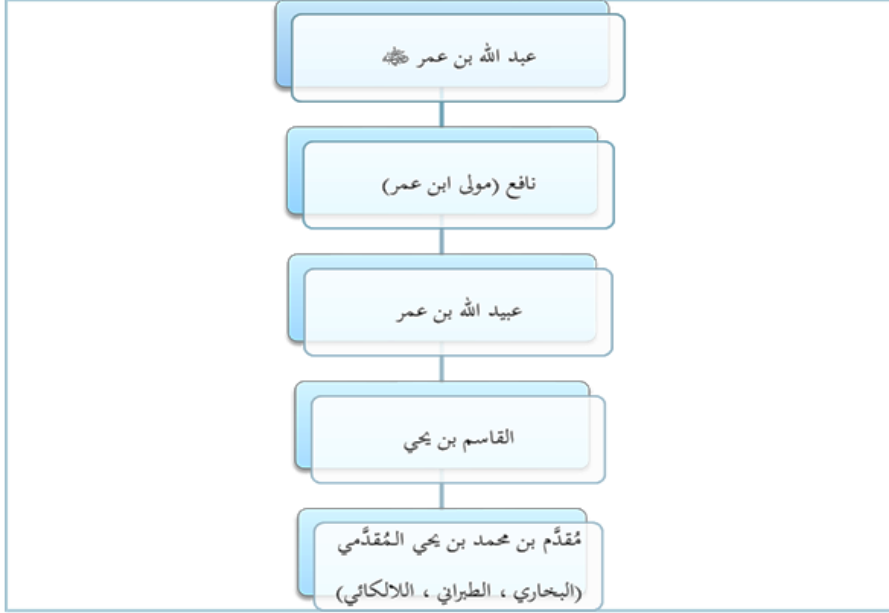 عبد الله بن عمر ﷺ
نافع (مولى ابن عمر)
عبيد الله بن عمر
القاسم بن يحي
مُقدَّم بن محمد بن يحي المُقدَّمي
(البخاري ، الطبراني ، اللالكائي)